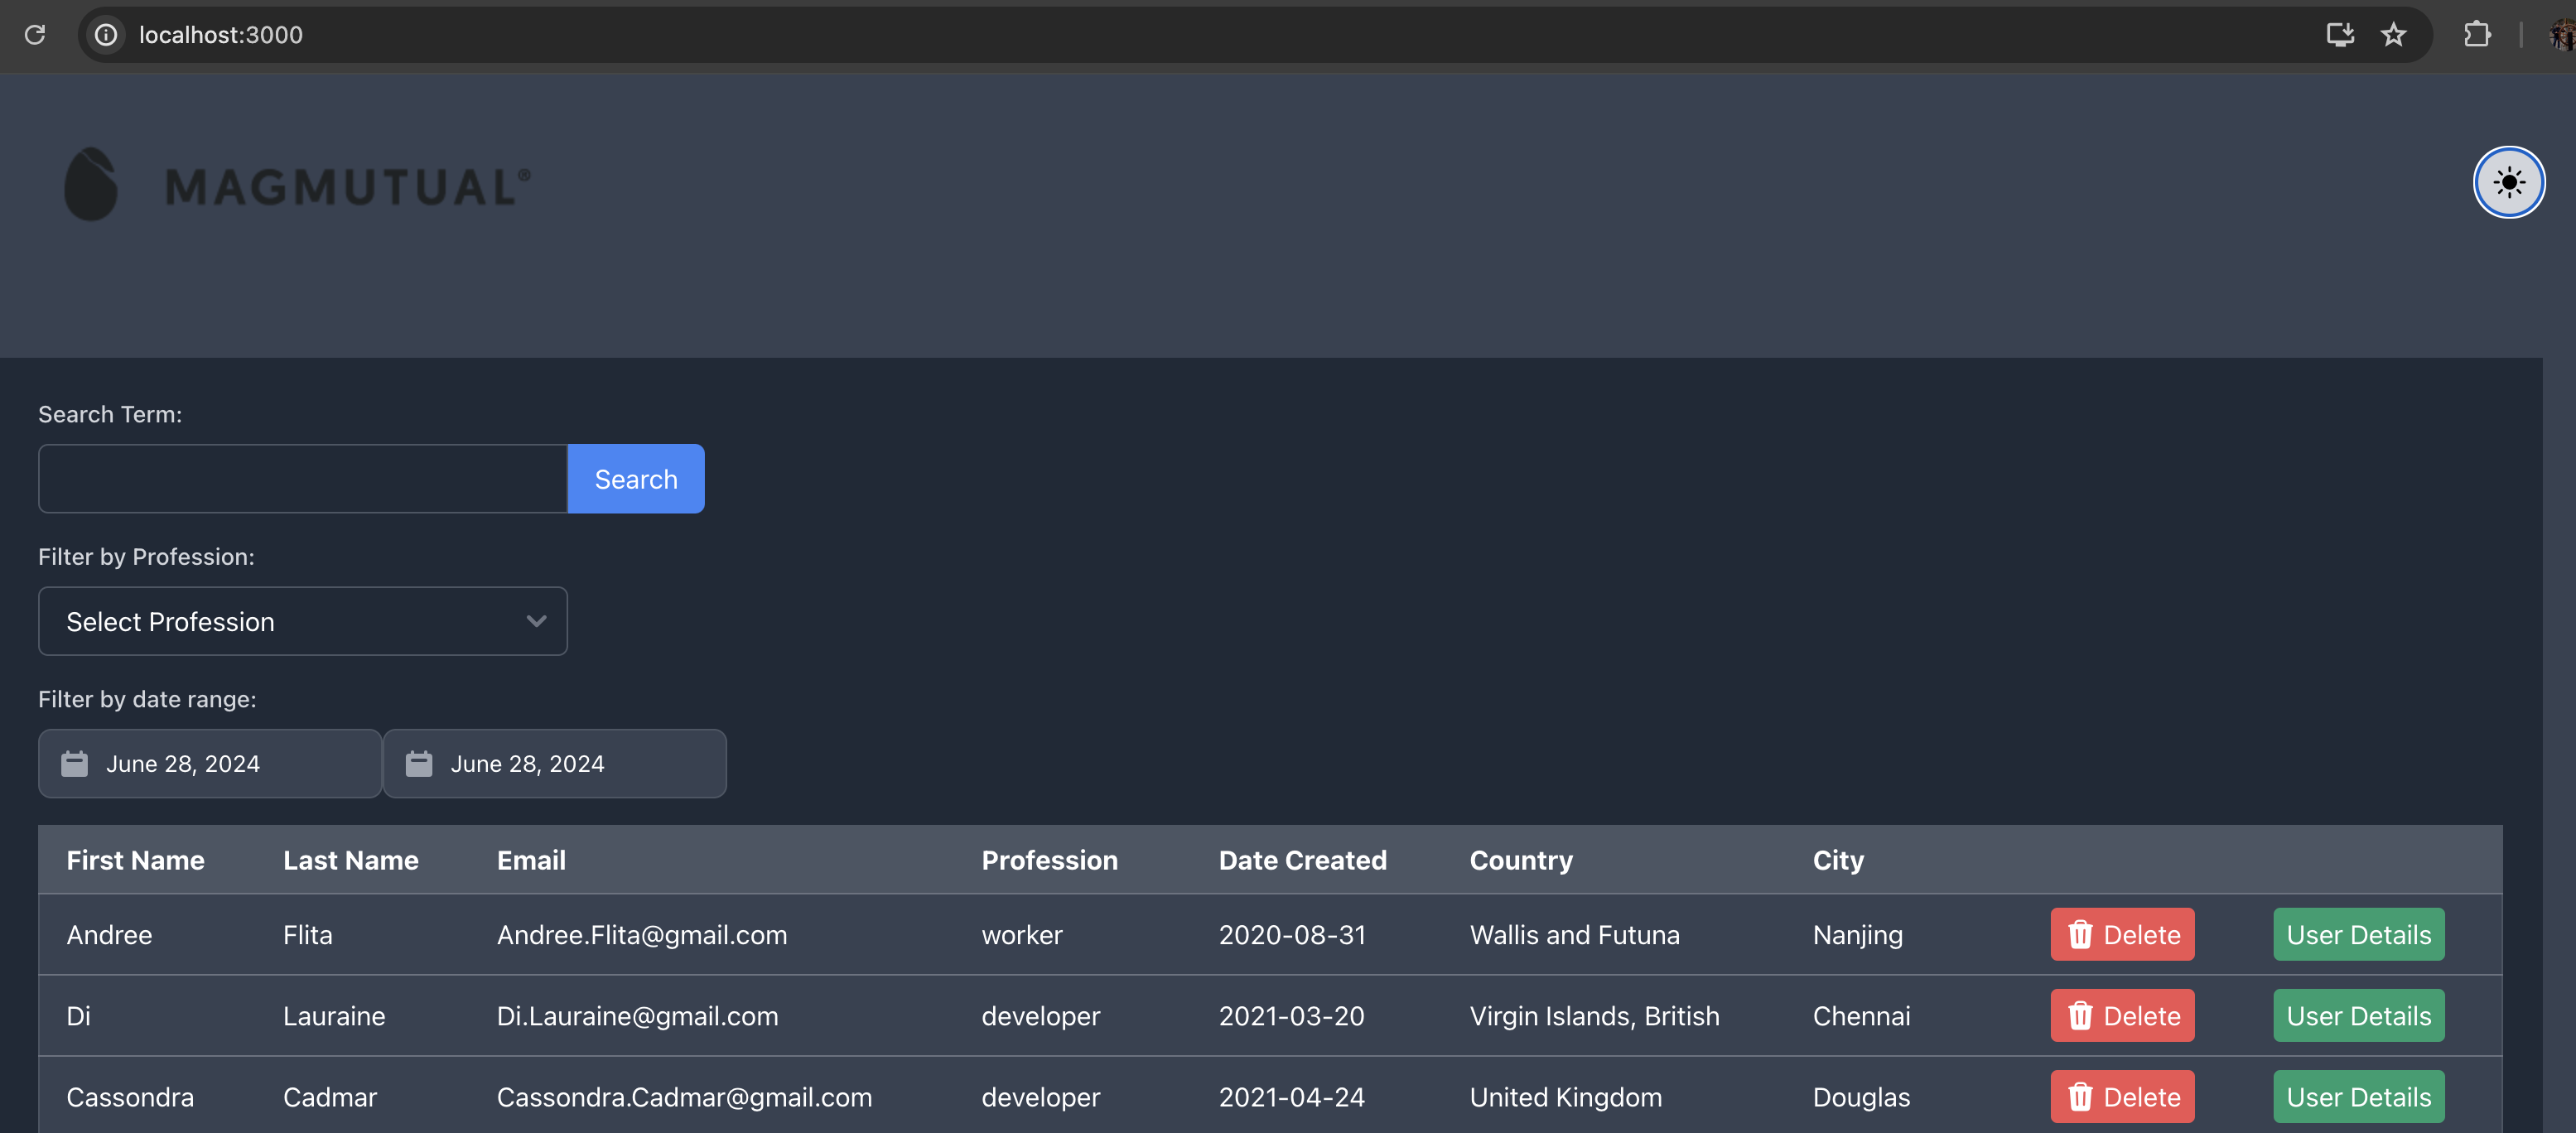 localhost:3000
MAGMUTUAL®
Search Term:
Search
Filter by Profession:
Select Profession
Filter by date range:
June 28, 2024 June 28, 2024
First Name Last Name Email Profession Date Created Country City
Andree Flita Andree.Flita@gmail.com worker 2020-08-31 Wallis and Futuna Nanjing Delete User Details
Di Lauraine Di.Lauraine@gmail.com developer 2021-03-20 Virgin Islands, British Chennai Delete User Details
Cassondra Cadmar Cassondra.Cadmar@gmail.com developer 2021-04-24 United Kingdom Douglas Delete User Details